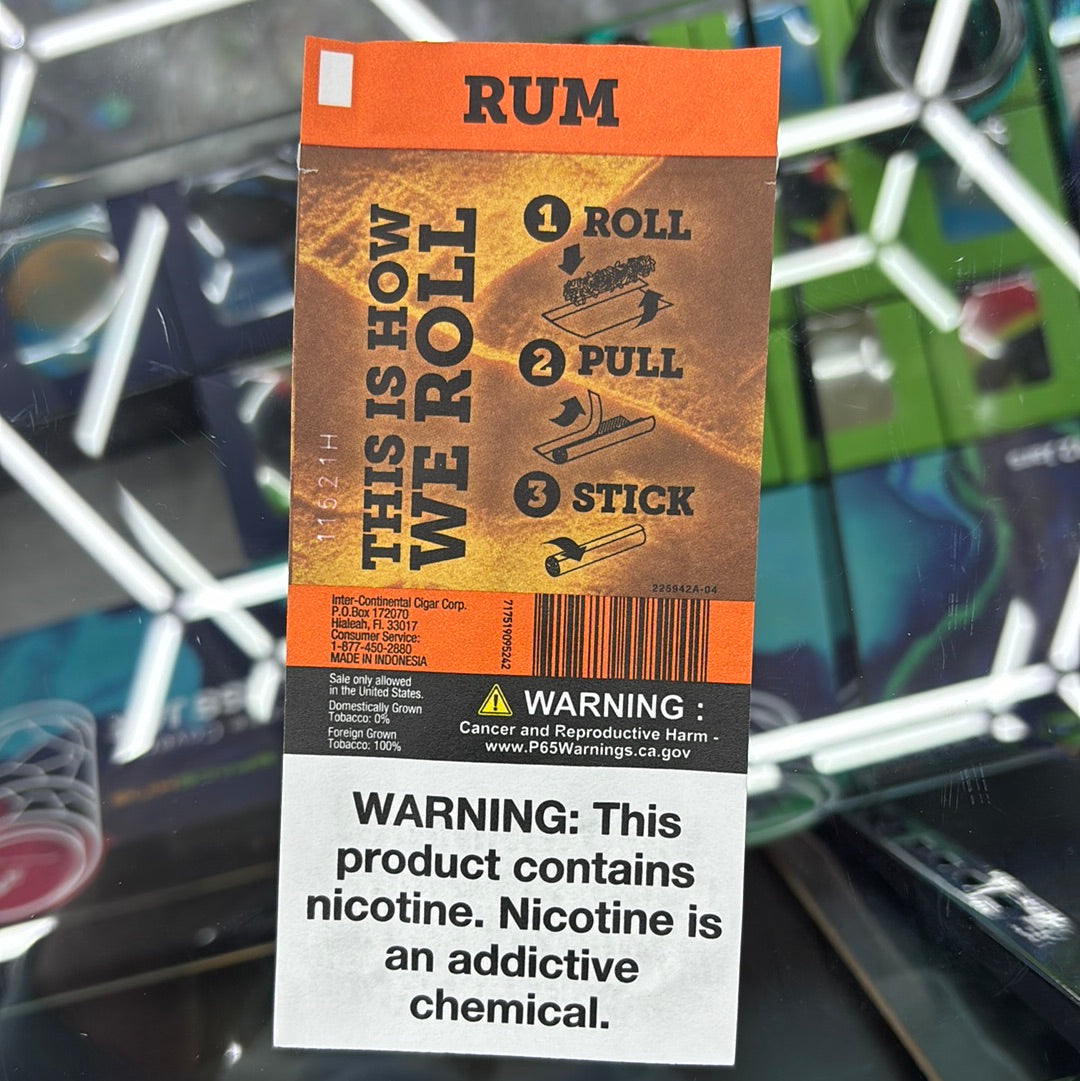 RUM
THIS IS HOW
WE ROLL
1 ROLL
2 PULL
3 STICK
11621H
225942A-04
Inter-Continental Cigar Corp.
P.O.Box 172070
Hialeah, Fl. 33017
Consumer Service:
1-877-450-2880
MADE IN INDONESIA
217519095242
Sale only allowed
in the United States.
Domestically Grown
Tobacco: 0%
Foreign Grown
Tobacco: 100%
WARNING :
Cancer and Reproductive Harm -
www.P65Warnings.ca.gov
WARNING: This
product contains
nicotine. Nicotine is
an addictive
chemical.